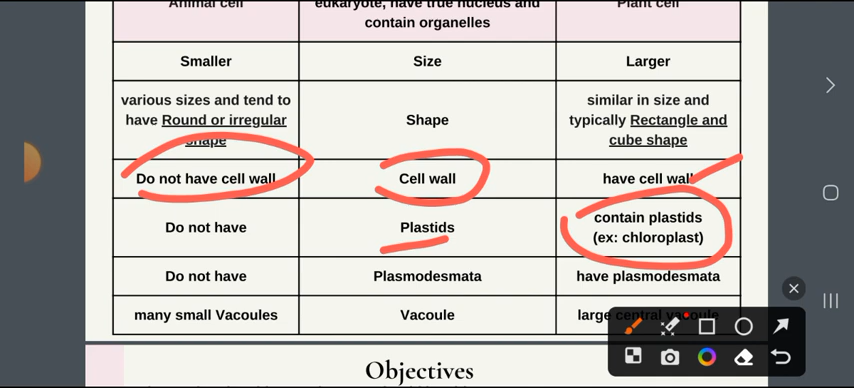 Animal cell
eukaryote, have true nucleus and
contain organelles
Plant cell
Smaller
Size
Larger
various sizes and tend to
have Round or irregular
shape
Shape
similar in size and
typically Rectangle and
cube shape
Do not have cell wall
Cell wall
have cell wall
Do not have
Plastids
contain plastids
(ex: chloroplast)
Do not have
Plasmodesmata
have plasmodesmata
many small Vacoules
Vacoule
large central vacoule
Objectives